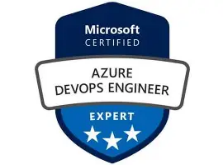 Microsoft
CERTIFIED
AZURE
DEVOPS ENGINEER
EXPERT